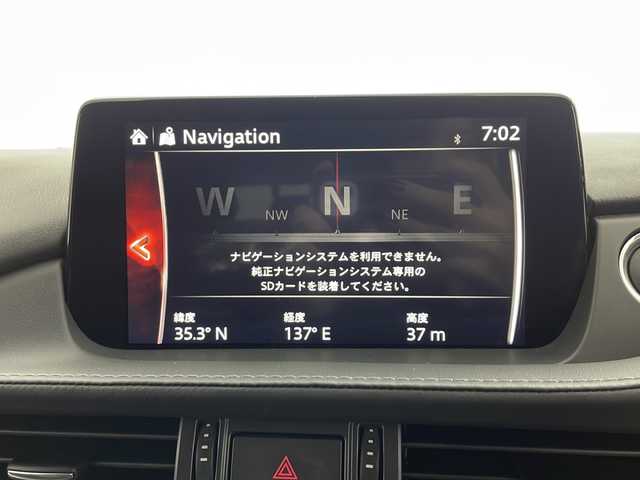 Navigation
7:02
W NW N NE E
ナビゲーションシステムを利用できません。
純正ナビゲーションシステム専用の
SDカードを装着してください。
緯度 経度 高度
35.3° N 137° E 37 m